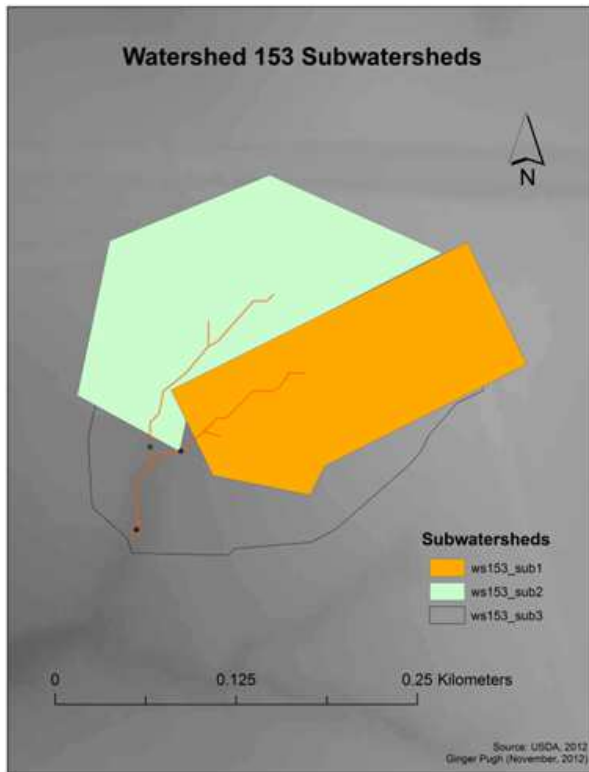 Watershed 153 Subwatersheds
N
Subwatersheds
ws153_sub1
ws153_sub2
ws153_sub3
0 0.125 0.25 Kilometers
Source: USDA, 2012
Ginger Pugh (November, 2012)